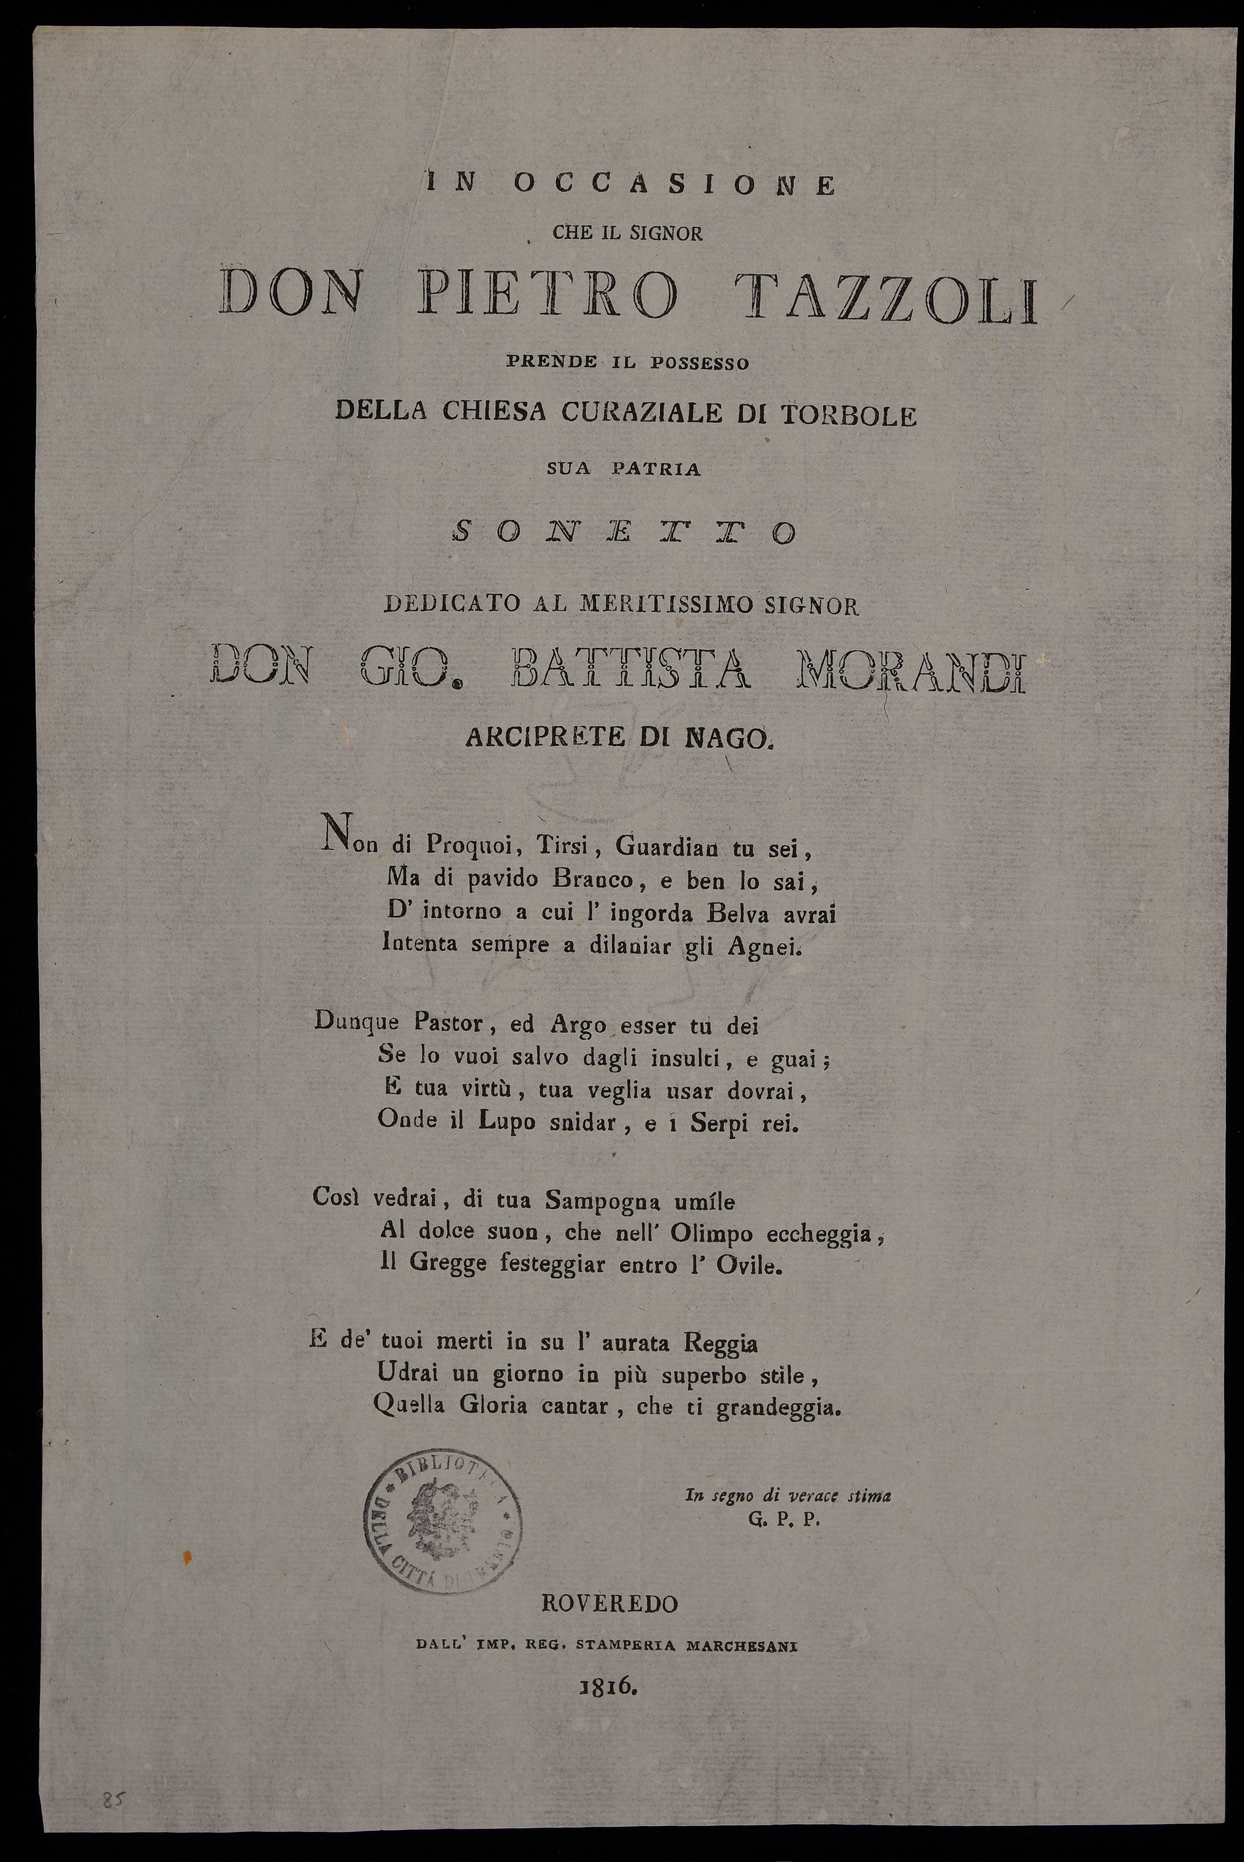 IN OCCASIONE
CHE IL SIGNOR
DON PIETRO TAZZOLI
PRENDE IL POSSESSO
DELLA CHIESA CURAZIALE DI TORBOLE
SUA PATRIA
SONETTO
DEDICATO AL MERITISSIMO SIGNOR
DON GIO. BATTISTA MORANDI
ARCIPRETE DI NAGO.
Non di Proquoi, Tirsi, Guardian tu sei,
Ma di pavido Branco, e ben lo sai,
D' intorno a cui l' ingorda Belva avrai
Intenta sempre a dilaniar gli Agnei.
Dunque Pastor, ed Argo esser tu dei
Se lo vuoi salvo dagli insulti, e guai;
E tua virtù, tua veglia usar dovrai,
Onde il Lupo snidar, e i Serpi rei.
Così vedrai, di tua Sampogna umíle
Al dolce suon, che nell' Olimpo eccheggia,
Il Gregge festeggiar entro l' Ovile.
E de' tuoi merti in su l' aurata Reggia
Udrai un giorno in più superbo stile,
Quella Gloria cantar, che ti grandeggia.
BIBLIOTECA
DELLA CITTÁ DI TRENTO
In segno di verace stima
G. P. P.
ROVEREDO
DALL' IMP. REG. STAMPERIA MARCHESANI
1816.
85